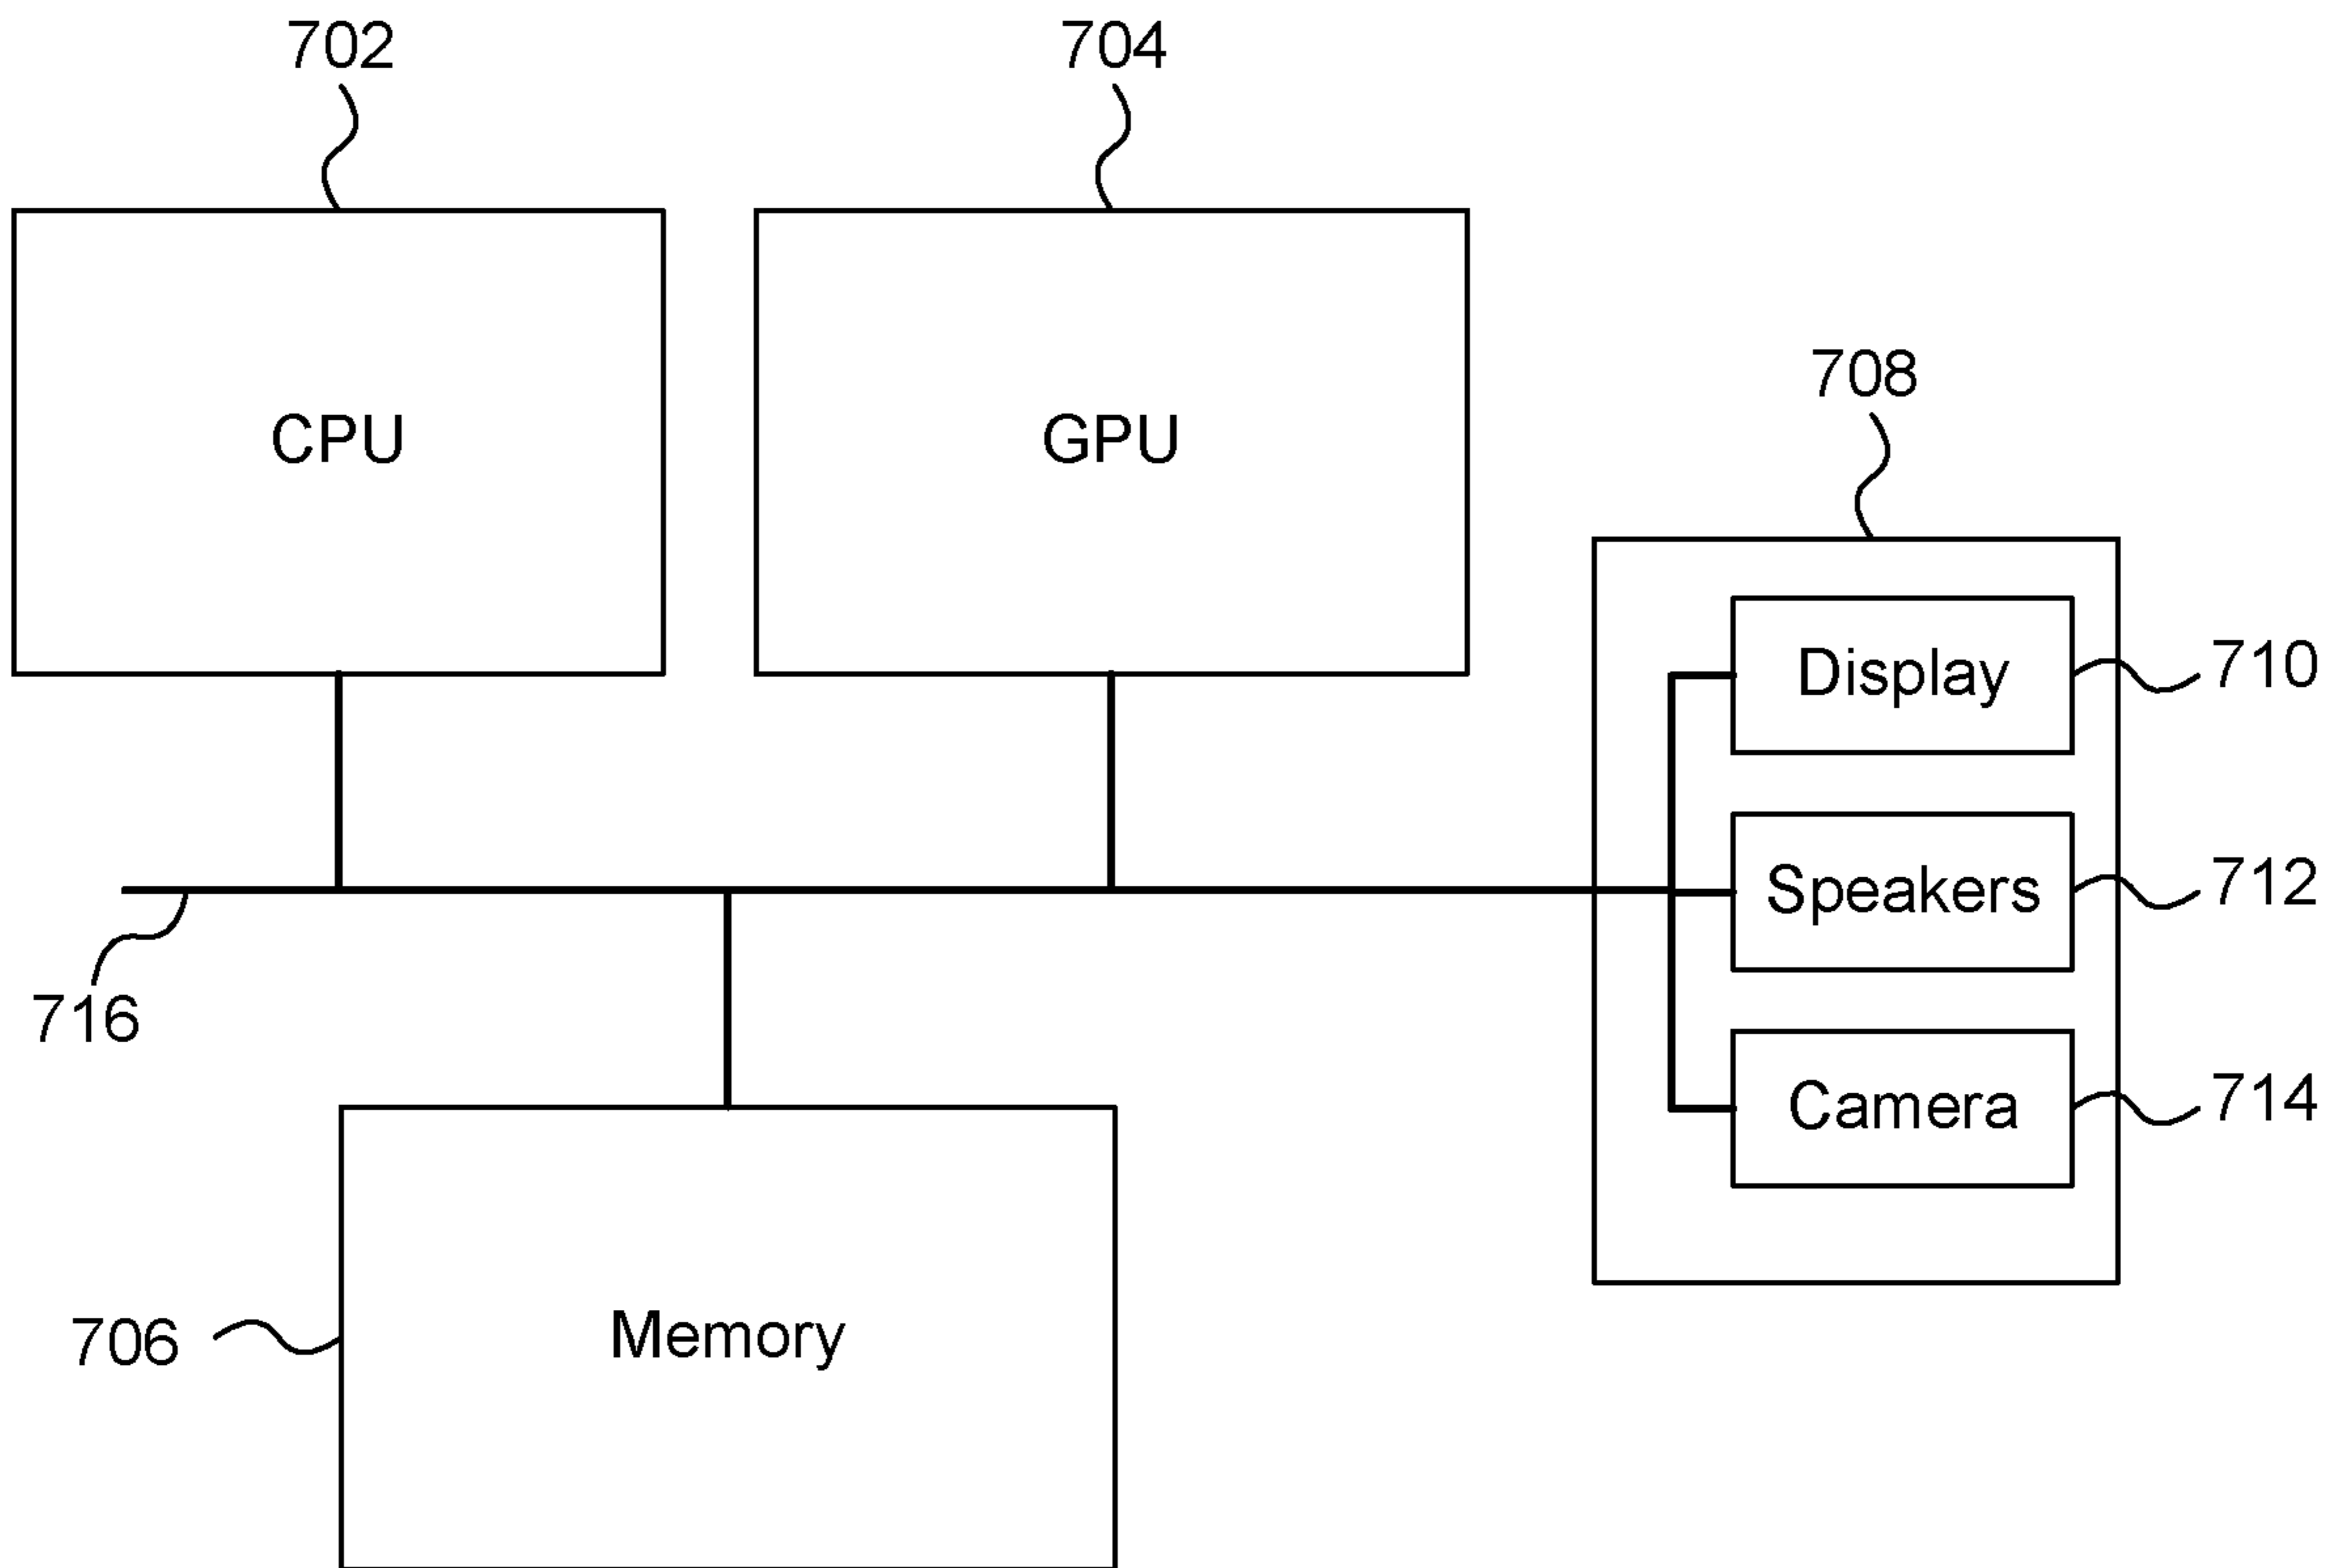 702
704
CPU
GPU
708
Display
710
Speakers
712
716
Camera
714
706
Memory